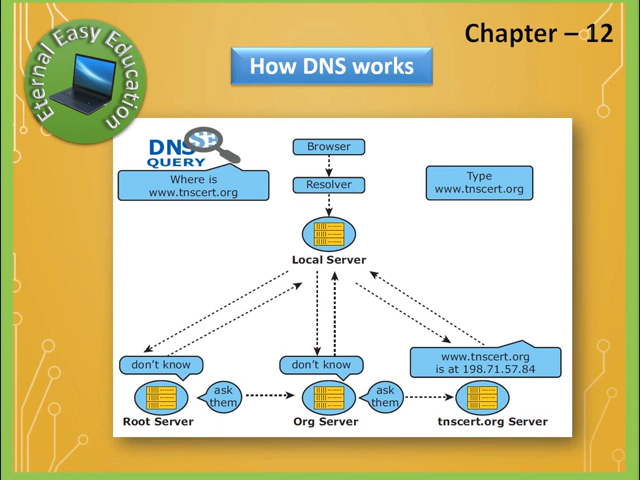 Eternal Easy Education
Chapter – 12
How DNS works
DNS
QUERY
Where is
www.tnscert.org
Browser
Resolver
Type
www.tnscert.org
Local Server
don't know
don't know
www.tnscert.org
is at 198.71.57.84
ask
them
ask
them
Root Server
Org Server
tnscert.org Server